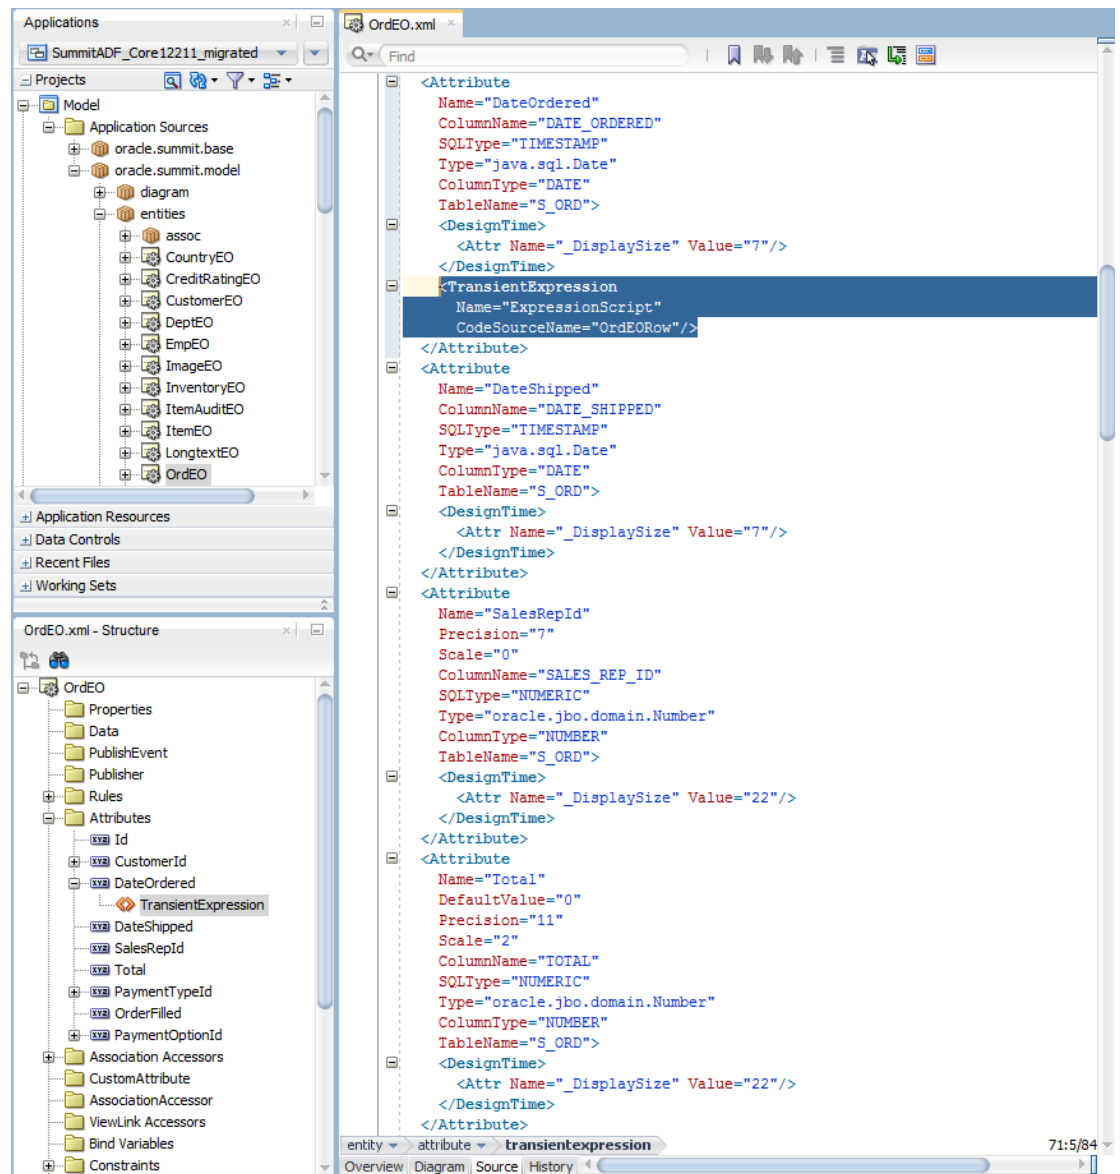 Applications
SummitADF_Core12211_migrated
Projects
Model
Application Sources
oracle.summit.base
oracle.summit.model
diagram
entities
assoc
CountryEO
CreditRatingEO
CustomerEO
DeptEO
EmpEO
ImageEO
InventoryEO
ItemAuditEO
ItemEO
LongtextEO
OrdEO
Application Resources
Data Controls
Recent Files
Working Sets
OrdEO.xml - Structure
OrdEO
Properties
Data
PublishEvent
Publisher
Rules
Attributes
XYZ Id
XYZ CustomerId
XYZ DateOrdered
TransientExpression
XYZ DateShipped
XYZ SalesRepId
XYZ Total
XYZ PaymentTypeId
XYZ OrderFilled
XYZ PaymentOptionId
Association Accessors
CustomAttribute
AssociationAccessor
ViewLink Accessors
Bind Variables
Constraints
OrdEO.xml
Find
<Attribute
Name="DateOrdered"
ColumnName="DATE_ORDERED"
SQLType="TIMESTAMP"
Type="java.sql.Date"
ColumnType="DATE"
TableName="S_ORD">
<DesignTime>
<Attr Name="_DisplaySize" Value="7"/>
</DesignTime>
<TransientExpression
Name="ExpressionScript"
CodeSourceName="OrdEORow"/>
</Attribute>
<Attribute
Name="DateShipped"
ColumnName="DATE_SHIPPED"
SQLType="TIMESTAMP"
Type="java.sql.Date"
ColumnType="DATE"
TableName="S_ORD">
<DesignTime>
<Attr Name="_DisplaySize" Value="7"/>
</DesignTime>
</Attribute>
<Attribute
Name="SalesRepId"
Precision="7"
Scale="0"
ColumnName="SALES_REP_ID"
SQLType="NUMERIC"
Type="oracle.jbo.domain.Number"
ColumnType="NUMBER"
TableName="S_ORD">
<DesignTime>
<Attr Name="_DisplaySize" Value="22"/>
</DesignTime>
</Attribute>
<Attribute
Name="Total"
DefaultValue="0"
Precision="11"
Scale="2"
ColumnName="TOTAL"
SQLType="NUMERIC"
Type="oracle.jbo.domain.Number"
ColumnType="NUMBER"
TableName="S_ORD">
<DesignTime>
<Attr Name="_DisplaySize" Value="22"/>
</DesignTime>
</Attribute>
entity attribute transientexpression 71:5/84
Overview Diagram Source History